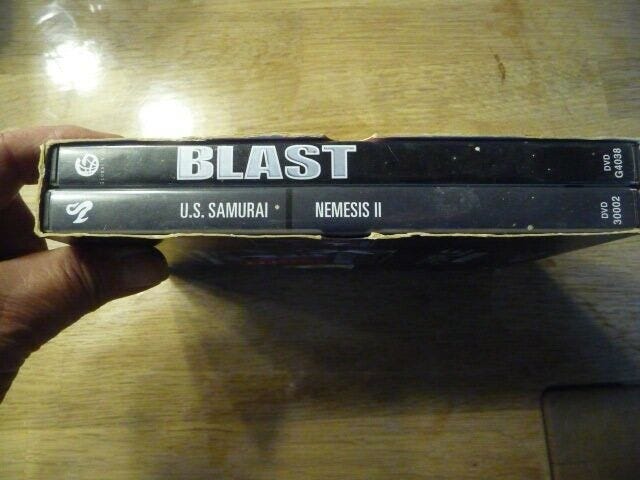 BLAST
DVD
G4038
U.S. SAMURAI
NEMESIS II
DVD
30002